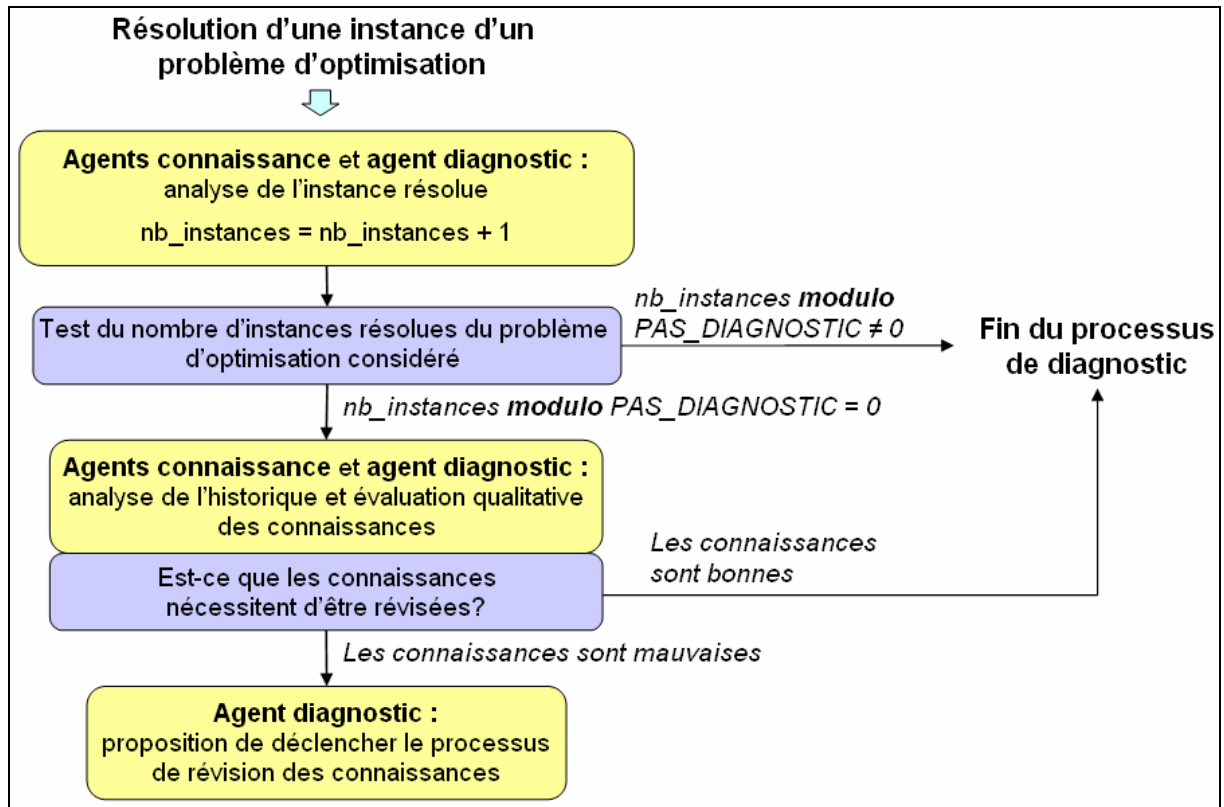 Résolution d'une instance d'un
problème d'optimisation
Agents connaissance et agent diagnostic :
analyse de l'instance résolue
nb_instances = nb_instances + 1
Test du nombre d'instances résolues du problème
d'optimisation considéré
nb_instances modulo
PAS_DIAGNOSTIC ≠ 0
Fin du processus
de diagnostic
nb_instances modulo PAS_DIAGNOSTIC = 0
Agents connaissance et agent diagnostic :
analyse de l'historique et évaluation qualitative
des connaissances
Est-ce que les connaissances
nécessitent d'être révisées?
Les connaissances
sont bonnes
Les connaissances sont mauvaises
Agent diagnostic :
proposition de déclencher le processus
de révision des connaissances